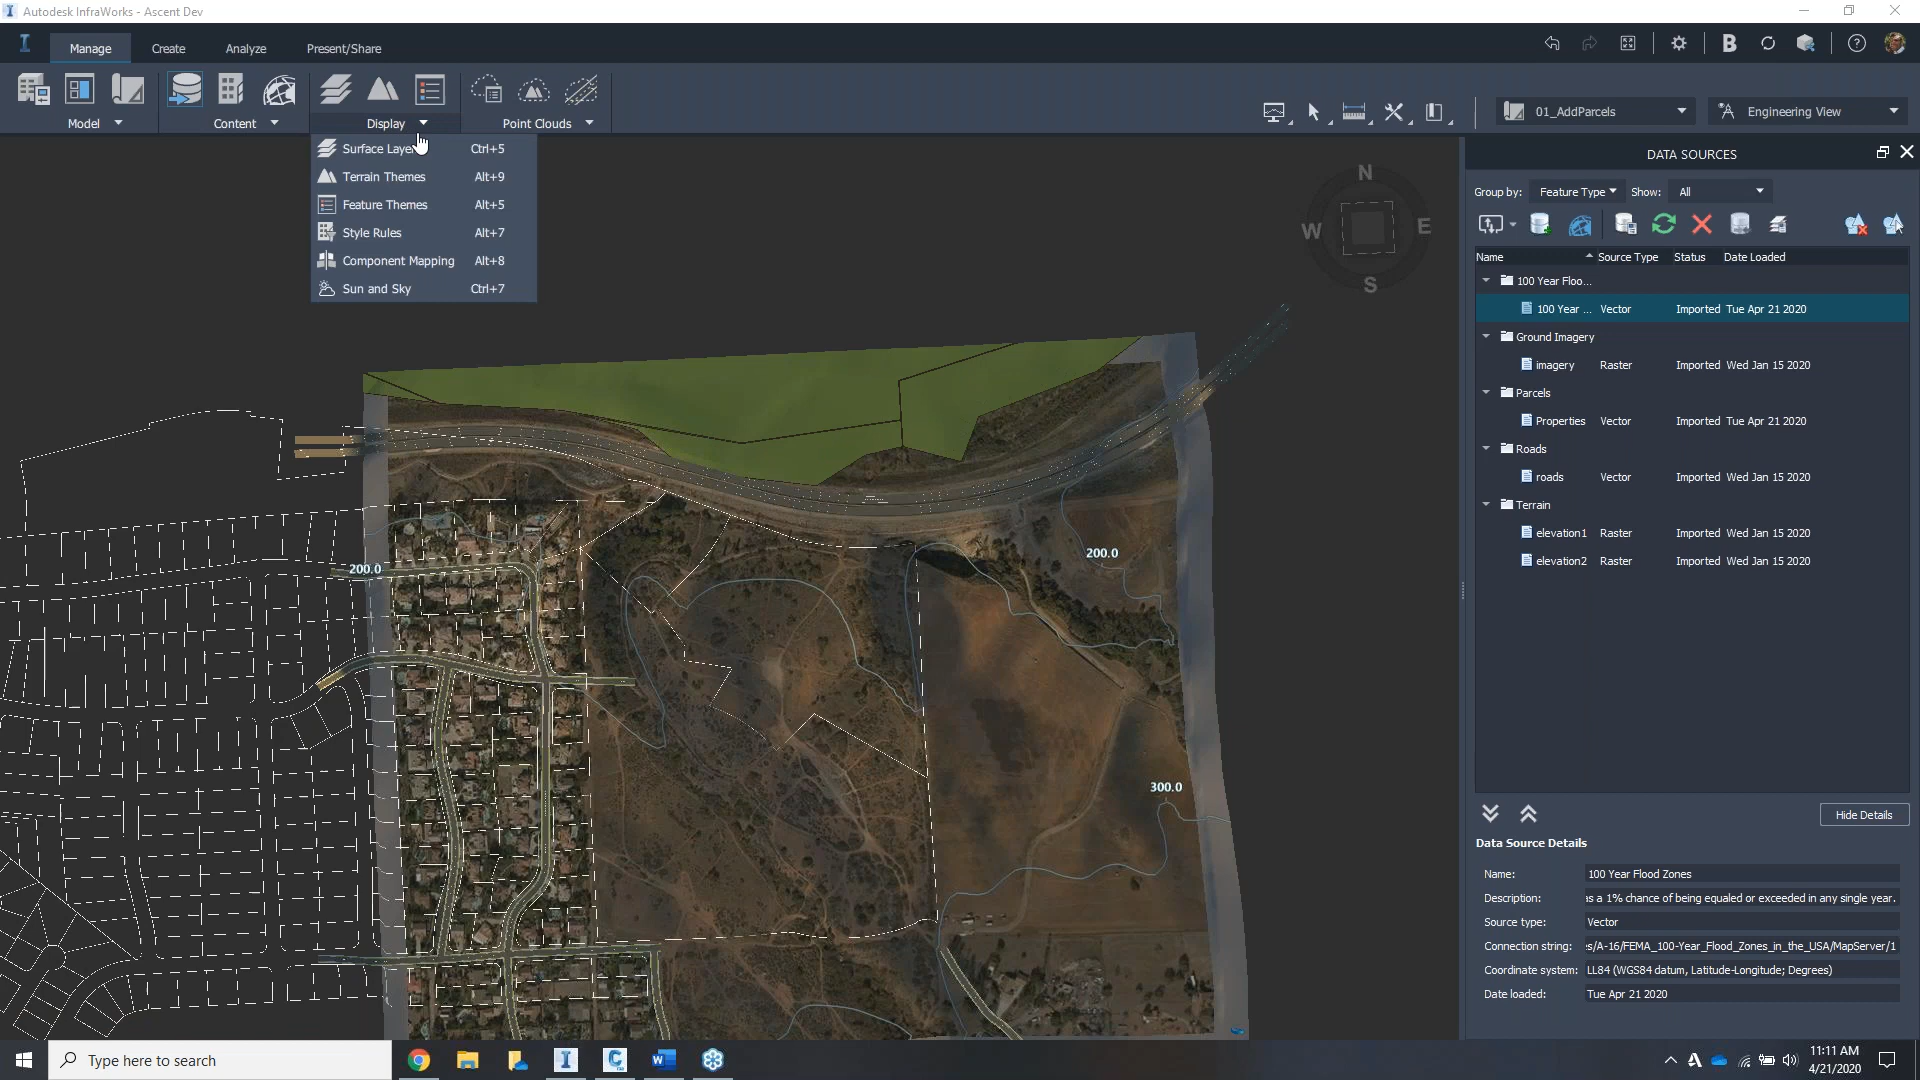 Autodesk InfraWorks - Ascent Dev
Manage Create Analyze Present/Share
Model Content Display Point Clouds
01_AddParcels Engineering View
Surface Laye Ctrl+5
Terrain Themes Alt+9
Feature Themes Alt+5
Style Rules Alt+7
Component Mapping Alt+8
Sun and Sky Ctrl+7
N
W E
S
200.0
200.0
300.0
DATA SOURCES
Group by: Feature Type Show: All
Name Source Type Status Date Loaded
100 Year Floo...
100 Year ... Vector Imported Tue Apr 21 2020
Ground Imagery
imagery Raster Imported Wed Jan 15 2020
Parcels
Properties Vector Imported Tue Apr 21 2020
Roads
roads Vector Imported Wed Jan 15 2020
Terrain
elevation1 Raster Imported Wed Jan 15 2020
elevation2 Raster Imported Wed Jan 15 2020
Hide Details
Data Source Details
Name: 100 Year Flood Zones
Description: as a 1% chance of being equaled or exceeded in any single year.
Source type: Vector
Connection string: es/A-16/FEMA_100-Year_Flood_Zones_in_the_USA/MapServer/1
Coordinate system: LL84 (WGS84 datum, Latitude-Longitude; Degrees)
Date loaded: Tue Apr 21 2020
Type here to search
11:11 AM
4/21/2020